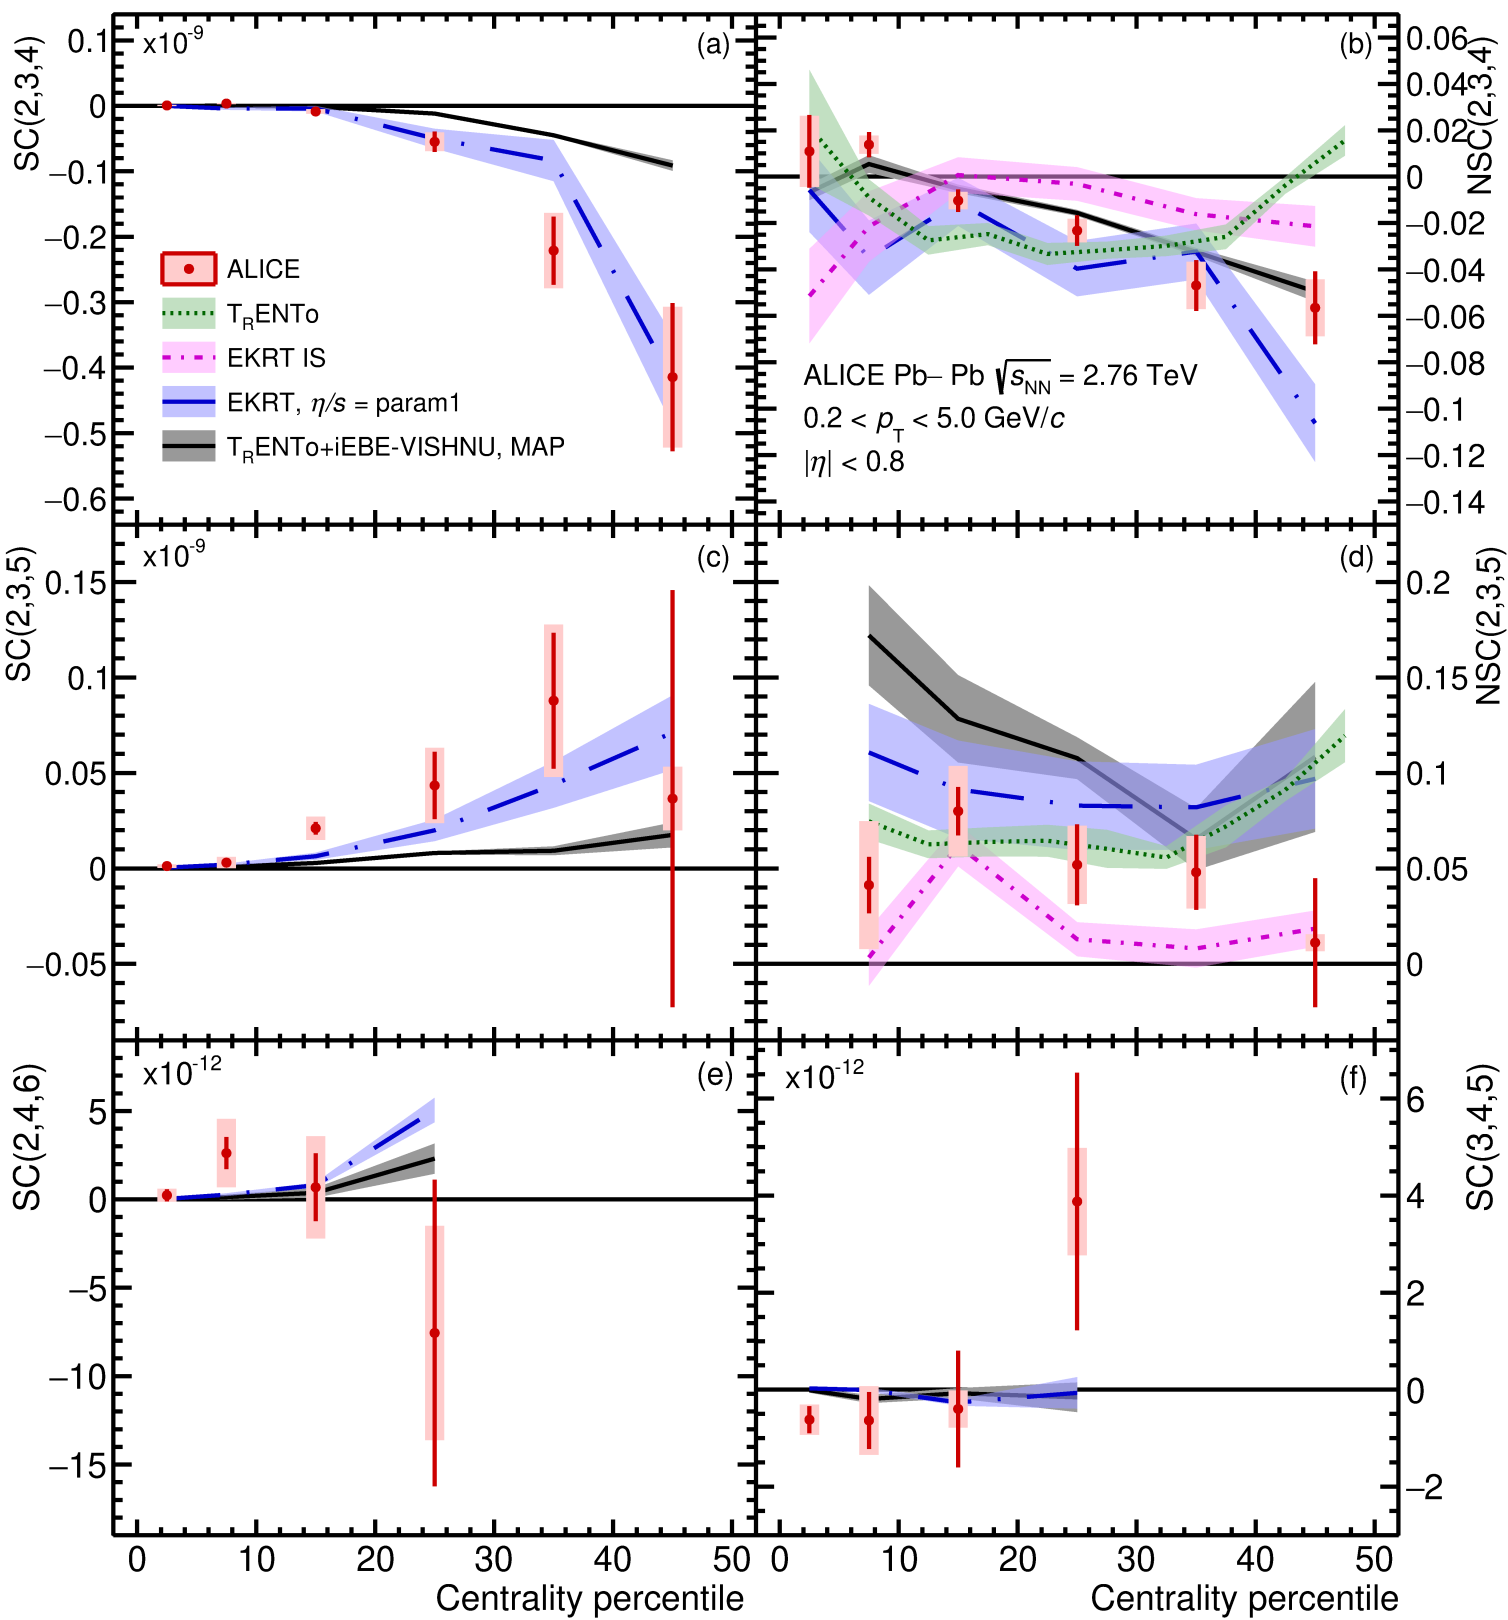 x10-9
(a)
SC(2,3,4)
0.1
0
−0.1
−0.2
−0.3
−0.4
−0.5
−0.6
ALICE
TRENTo
EKRT IS
EKRT, η/s = param1
TRENTo+iEBE-VISHNU, MAP
(b)
NSC(2,3,4)
0.06
0.04
0.02
0
−0.02
−0.04
−0.06
−0.08
−0.1
−0.12
−0.14
ALICE Pb– Pb √sNN = 2.76 TeV
0.2 < pT < 5.0 GeV/c
|η| < 0.8
x10-9
(c)
SC(2,3,5)
0.15
0.1
0.05
0
−0.05
(d)
NSC(2,3,5)
0.2
0.15
0.1
0.05
0
x10-12
(e)
SC(2,4,6)
5
0
−5
−10
−15
0 10 20 30 40 50
Centrality percentile
x10-12
(f)
SC(3,4,5)
6
4
2
0
−2
0 10 20 30 40 50
Centrality percentile